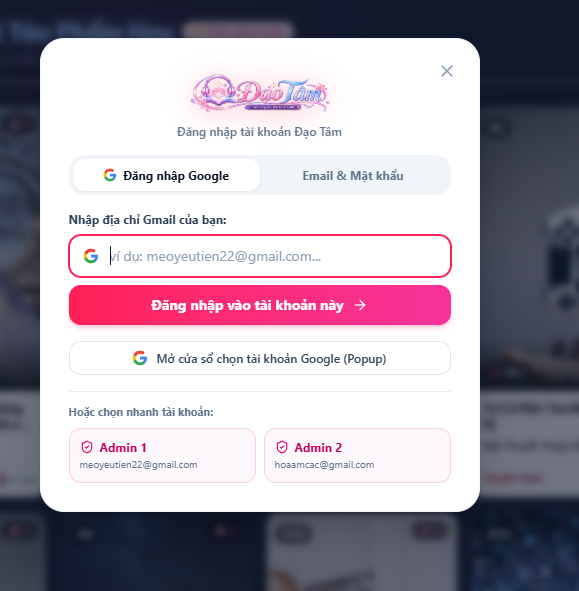 Đạo Tâm
Đăng nhập tài khoản Đạo Tâm
Đăng nhập Google
Email & Mật khẩu
Nhập địa chỉ Gmail của bạn:
ví dụ: meoyeutien22@gmail.com...
Đăng nhập vào tài khoản này →
Mở cửa sổ chọn tài khoản Google (Popup)
Hoặc chọn nhanh tài khoản:
Admin 1
meoyeutien22@gmail.com
Admin 2
hoaamcac@gmail.com